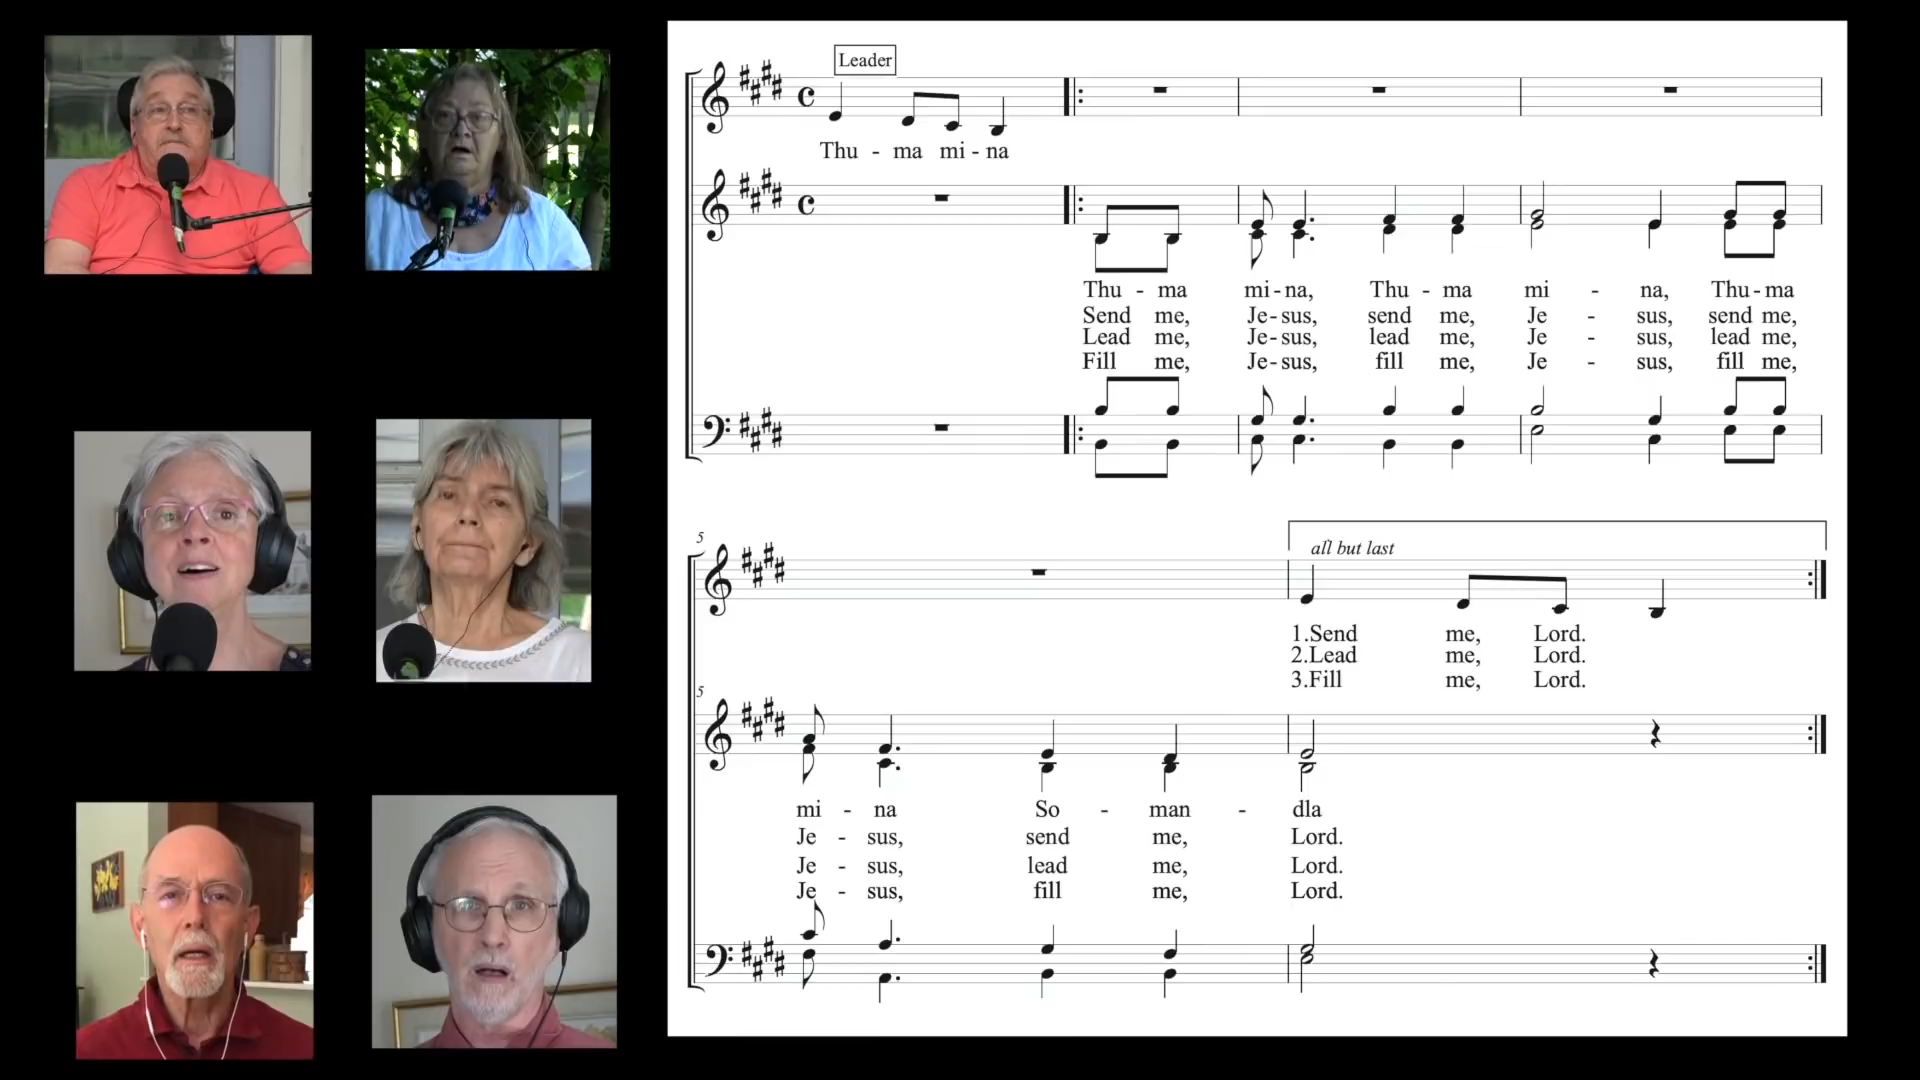 Leader
Thu - ma mi - na
Thu - ma mi - na, Thu - ma mi - na, Thu - ma
Send me, Je - sus, send me, Je - sus, send me,
Lead me, Je - sus, lead me, Je - sus, lead me,
Fill me, Je - sus, fill me, Je - sus, fill me,
5
all but last
1.Send me, Lord.
2.Lead me, Lord.
3.Fill me, Lord.
5
mi - na So - man - dla
Je - sus, send me, Lord.
Je - sus, lead me, Lord.
Je - sus, fill me, Lord.